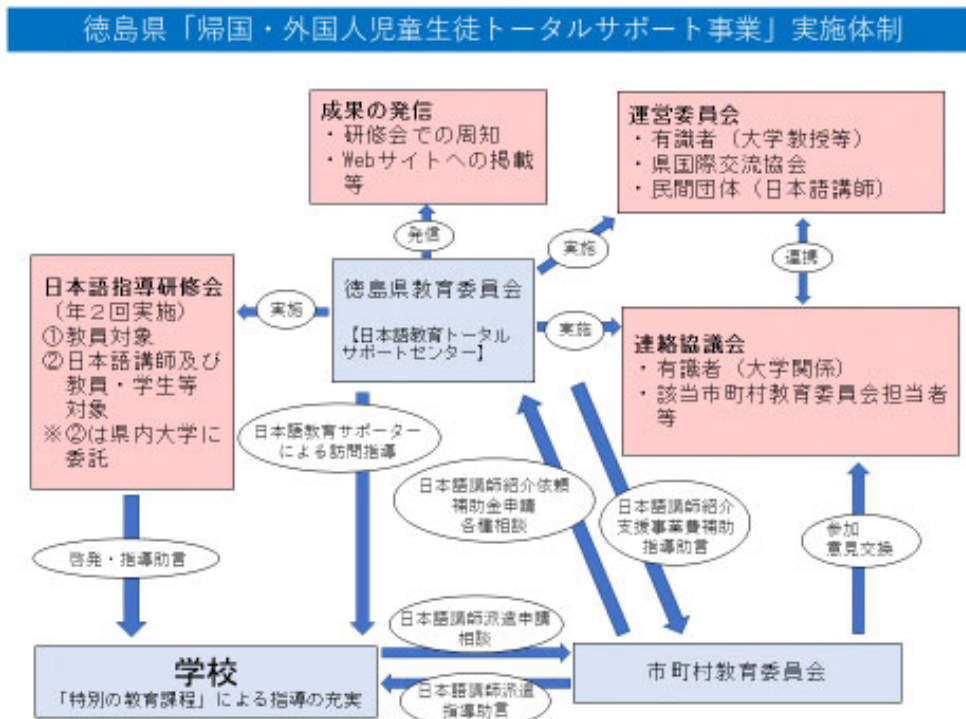 徳島県「帰国・外国人児童生徒トータルサポート事業」実施体制
成果の発信
・研修会での周知
・Webサイトへの掲載
等
運営委員会
・有識者（大学教授等）
・県国際交流協会
・民間団体（日本語講師）
発信
実施
連携
日本語指導研修会
（年２回実施）
①教員対象
②日本語講師及び
教員・学生等
対象
※②は県内大学に
委託
実施
徳島県教育委員会
【日本語教育トータル
サポートセンター】
実施
連絡協議会
・有識者（大学関係）
・該当市町村教育委員会担当者
等
日本語教育サポーター
による訪問指導
日本語講師紹介依頼
補助金申請
各種相談
日本語講師紹介
支援事業費補助
指導助言
参加
意見交換
啓発・指導助言
日本語講師派遣申請
相談
学校
「特別の教育課程」による指導の充実
日本語講師派遣
指導助言
市町村教育委員会